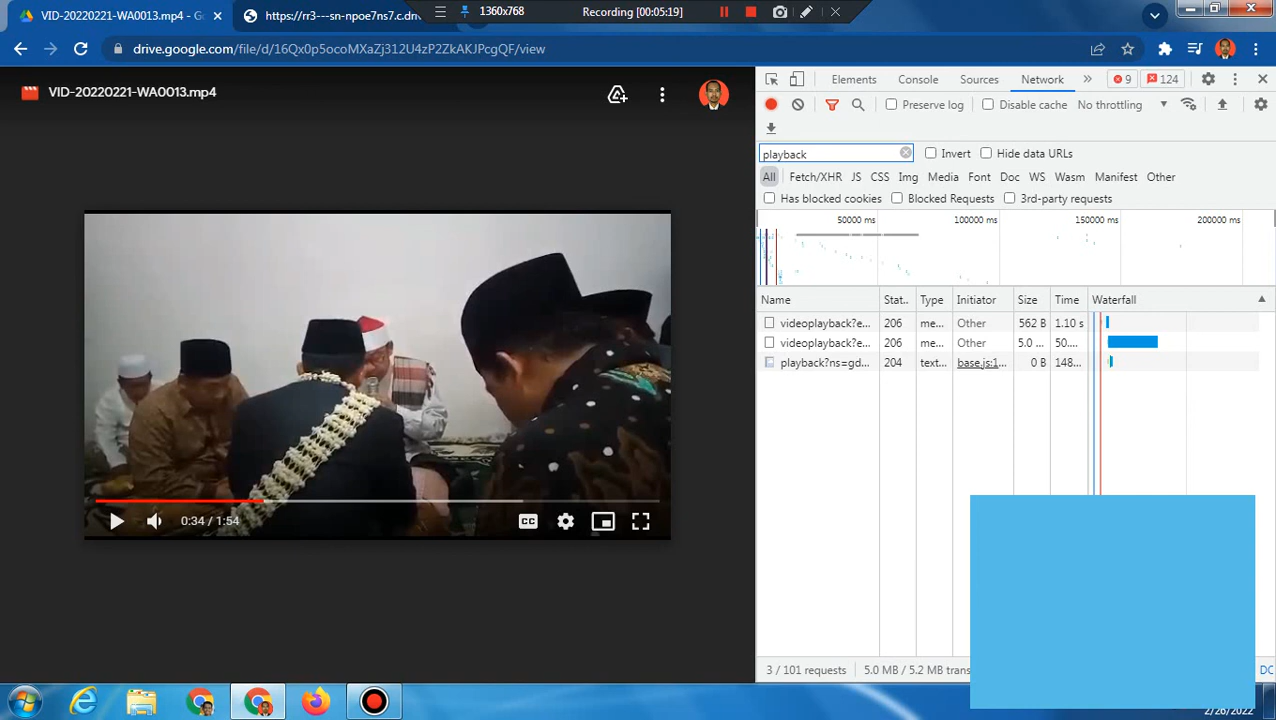 VID-20220221-WA0013.mp4 - Go
https://rr3---sn-npoe7ns7.c.driv
1360x768
Recording [00:05:19]
drive.google.com/file/d/16Qx0p5ocoMXaZj312U4zP2ZkAKJPcgQF/view
VID-20220221-WA0013.mp4
Elements
Console
Sources
Network
9
124
Preserve log
Disable cache
No throttling
playback
Invert
Hide data URLs
All
Fetch/XHR
JS
CSS
Img
Media
Font
Doc
WS
Wasm
Manifest
Other
Has blocked cookies
Blocked Requests
3rd-party requests
50000 ms
100000 ms
150000 ms
200000 ms
Name
Stat..
Type
Initiator
Size
Time
Waterfall
videoplayback?e...
206
me...
Other
562 B
1.10 s
videoplayback?e...
206
me...
Other
5.0 ...
50....
playback?ns=gd...
204
text...
base.js:1...
0 B
148...
0:34 / 1:54
CC
3 / 101 requests
5.0 MB / 5.2 MB trans
DC
2/26/2022